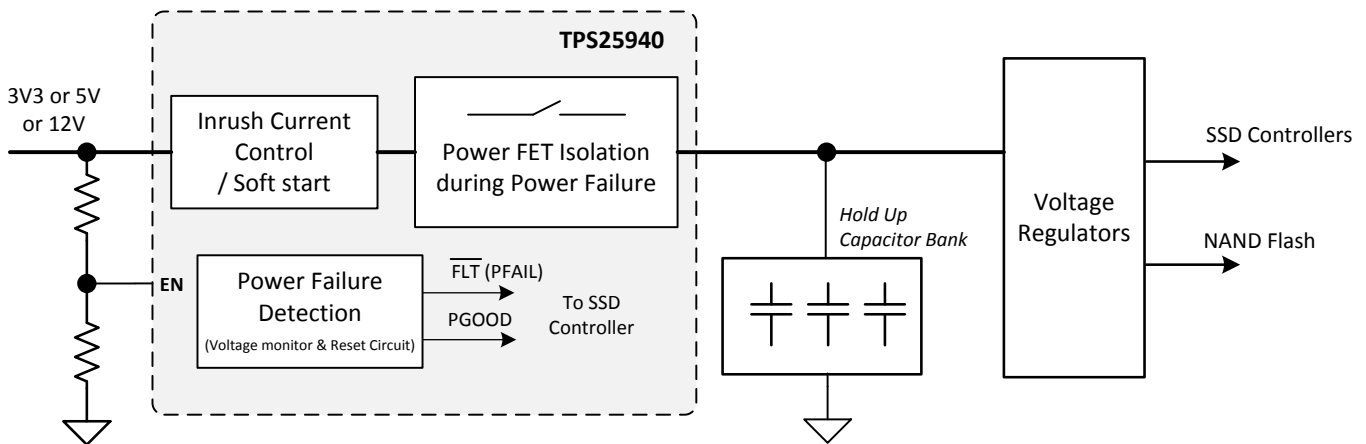 TPS25940
3V3 or 5V
or 12V
Inrush Current
Control
/ Soft start
Power FET Isolation
during Power Failure
EN
Power Failure
Detection
(Voltage monitor & Reset Circuit)
FLT (PFAIL)
PGOOD
To SSD
Controller
Hold Up
Capacitor Bank
Voltage
Regulators
SSD Controllers
NAND Flash